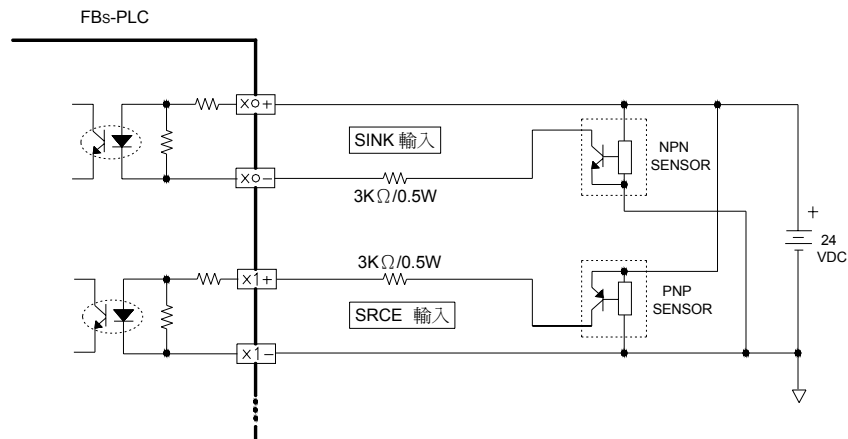 FBs-PLC
X0+
SINK 輸入
NPN
SENSOR
X0-
3KΩ/0.5W
+
24
VDC
3KΩ/0.5W
X1+
PNP
SENSOR
SRCE 輸入
X1-